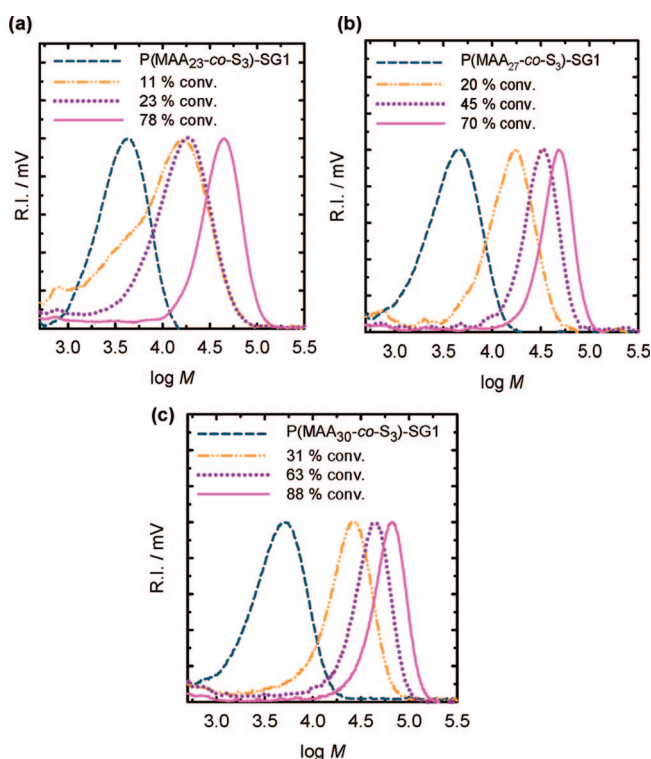 (a)
P(MAA₂₃-co-S₃)-SG1
11 % conv.
23 % conv.
78 % conv.
R.I. / mV
3.0 3.5 4.0 4.5 5.0 5.5
log M
(b)
P(MAA₂₇-co-S₃)-SG1
20 % conv.
45 % conv.
70 % conv.
R.I. / mV
3.0 3.5 4.0 4.5 5.0 5.5
log M
(c)
P(MAA₃₀-co-S₃)-SG1
31 % conv.
63 % conv.
88 % conv.
R.I. / mV
3.0 3.5 4.0 4.5 5.0 5.5
log M